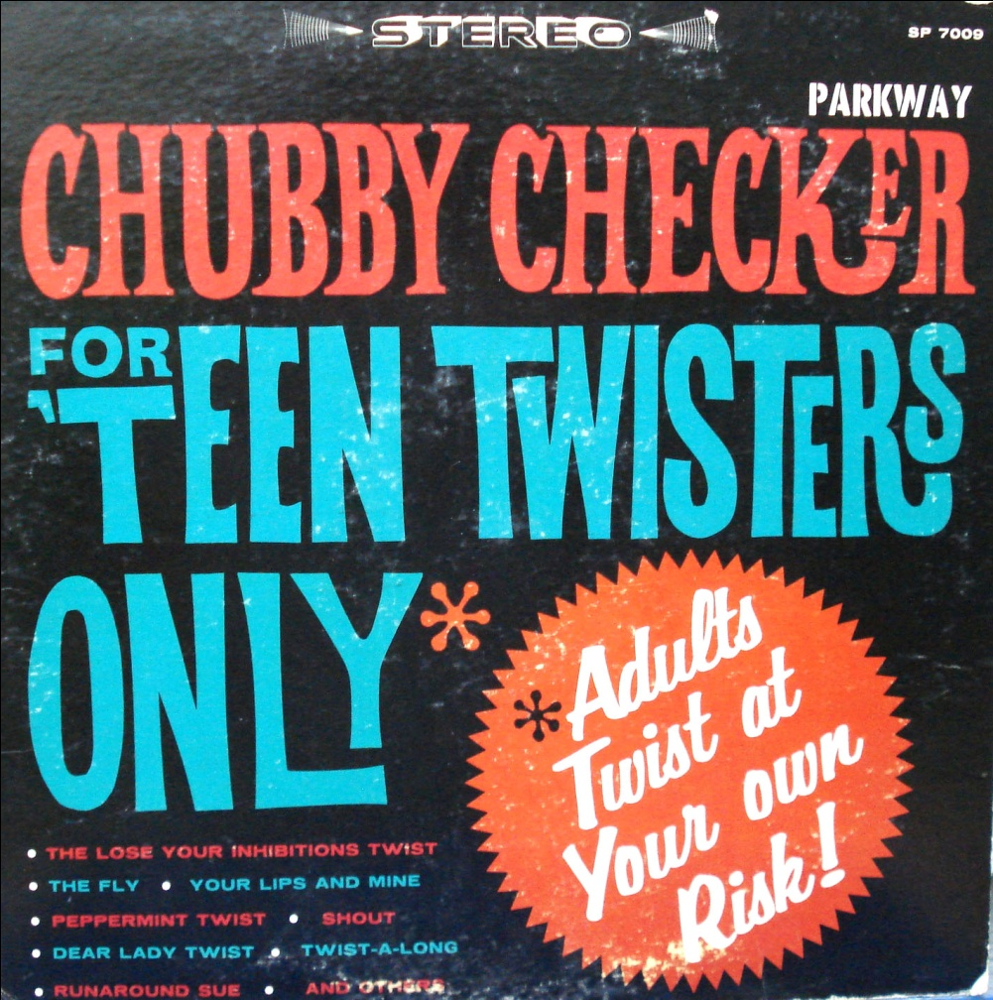 STEREO
SP 7009
PARKWAY
CHUBBY CHECKER
FOR
'TEEN TWISTERS
ONLY*
*Adults
Twist at
Your own
Risk!
• THE LOSE YOUR INHIBITIONS TWIST
• THE FLY • YOUR LIPS AND MINE
• PEPPERMINT TWIST • SHOUT
• DEAR LADY TWIST • TWIST-A-LONG
• RUNAROUND SUE • AND OTHERS